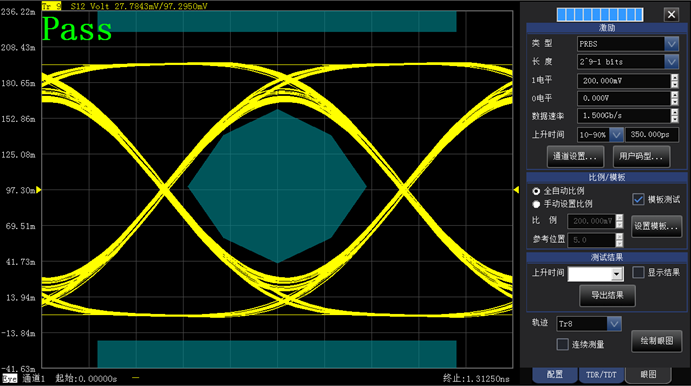 Tr 9 S12 Volt 27.7843mV/97.2950mV
Pass
236.22m
208.43m
180.65m
152.86m
125.08m
97.30m
69.51m
41.73m
13.94m
-13.84m
-41.63m
Eye 通道1 起始:0.00000s
终止:1.31250ns
激励
类 型 PRBS
长 度 2^9-1 bits
1电平 200.000mV
0电平 0.000V
数据速率 1.500Gb/s
上升时间 10-90% 350.000ps
通道设置... 用户码型...
比例/模板
全自动比例
手动设置比例
模板测试
比 例 200.000mV
设置模板...
参考位置 5.0
测试结果
上升时间 显示结果
导出结果
轨迹 Tr8
连续测量 绘制眼图
配置 TDR/TDT 眼图